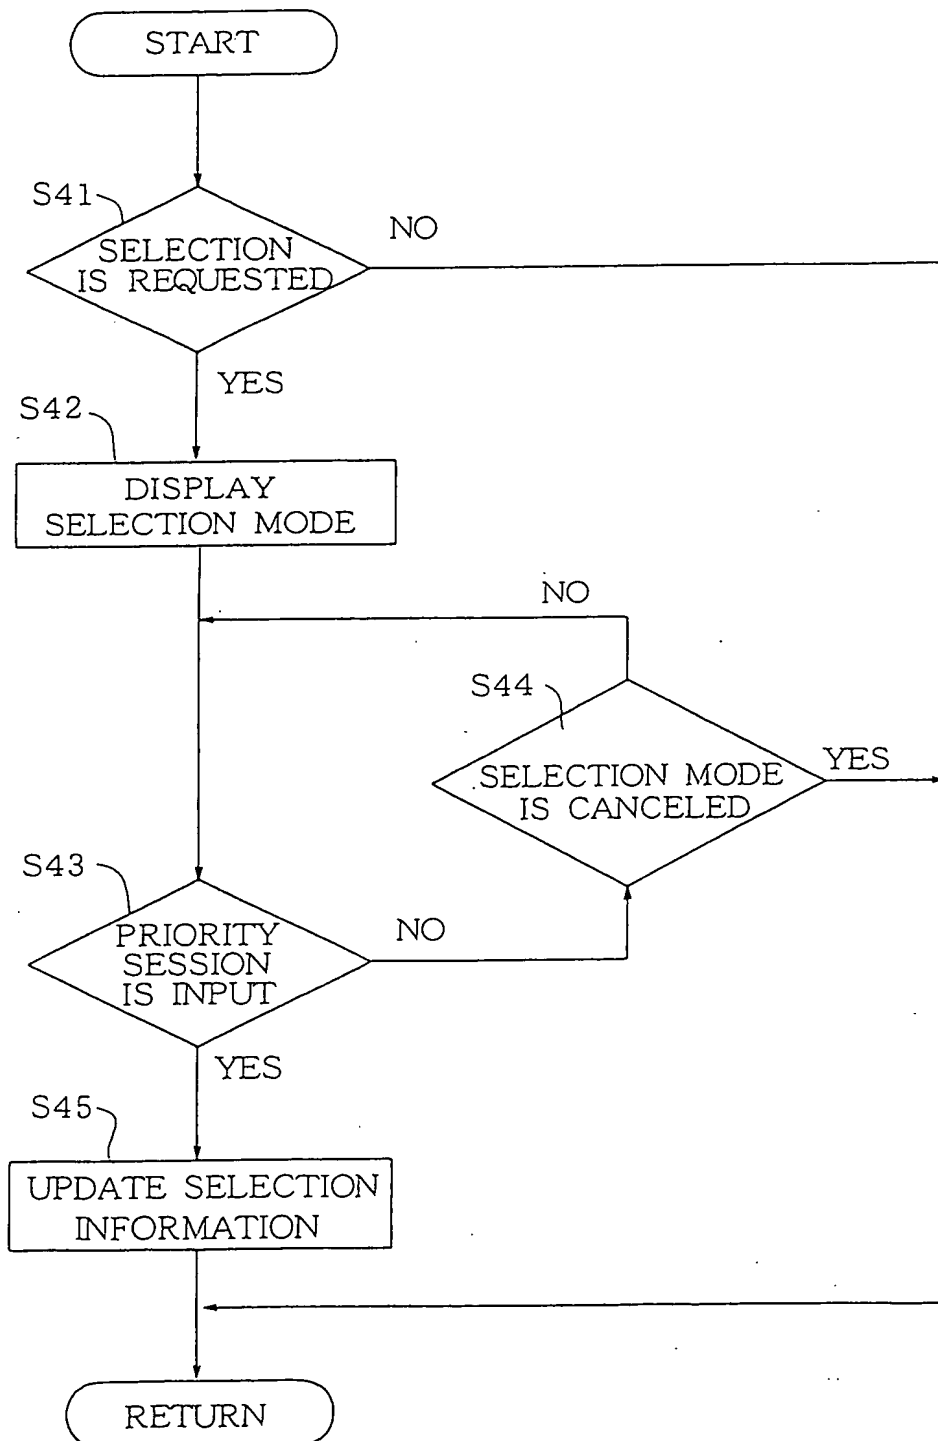 START
S41
NO
SELECTION
IS REQUESTED
YES
S42
DISPLAY
SELECTION MODE
NO
S44
SELECTION MODE
IS CANCELED
YES
S43
PRIORITY
SESSION
IS INPUT
NO
YES
S45
UPDATE SELECTION
INFORMATION
RETURN